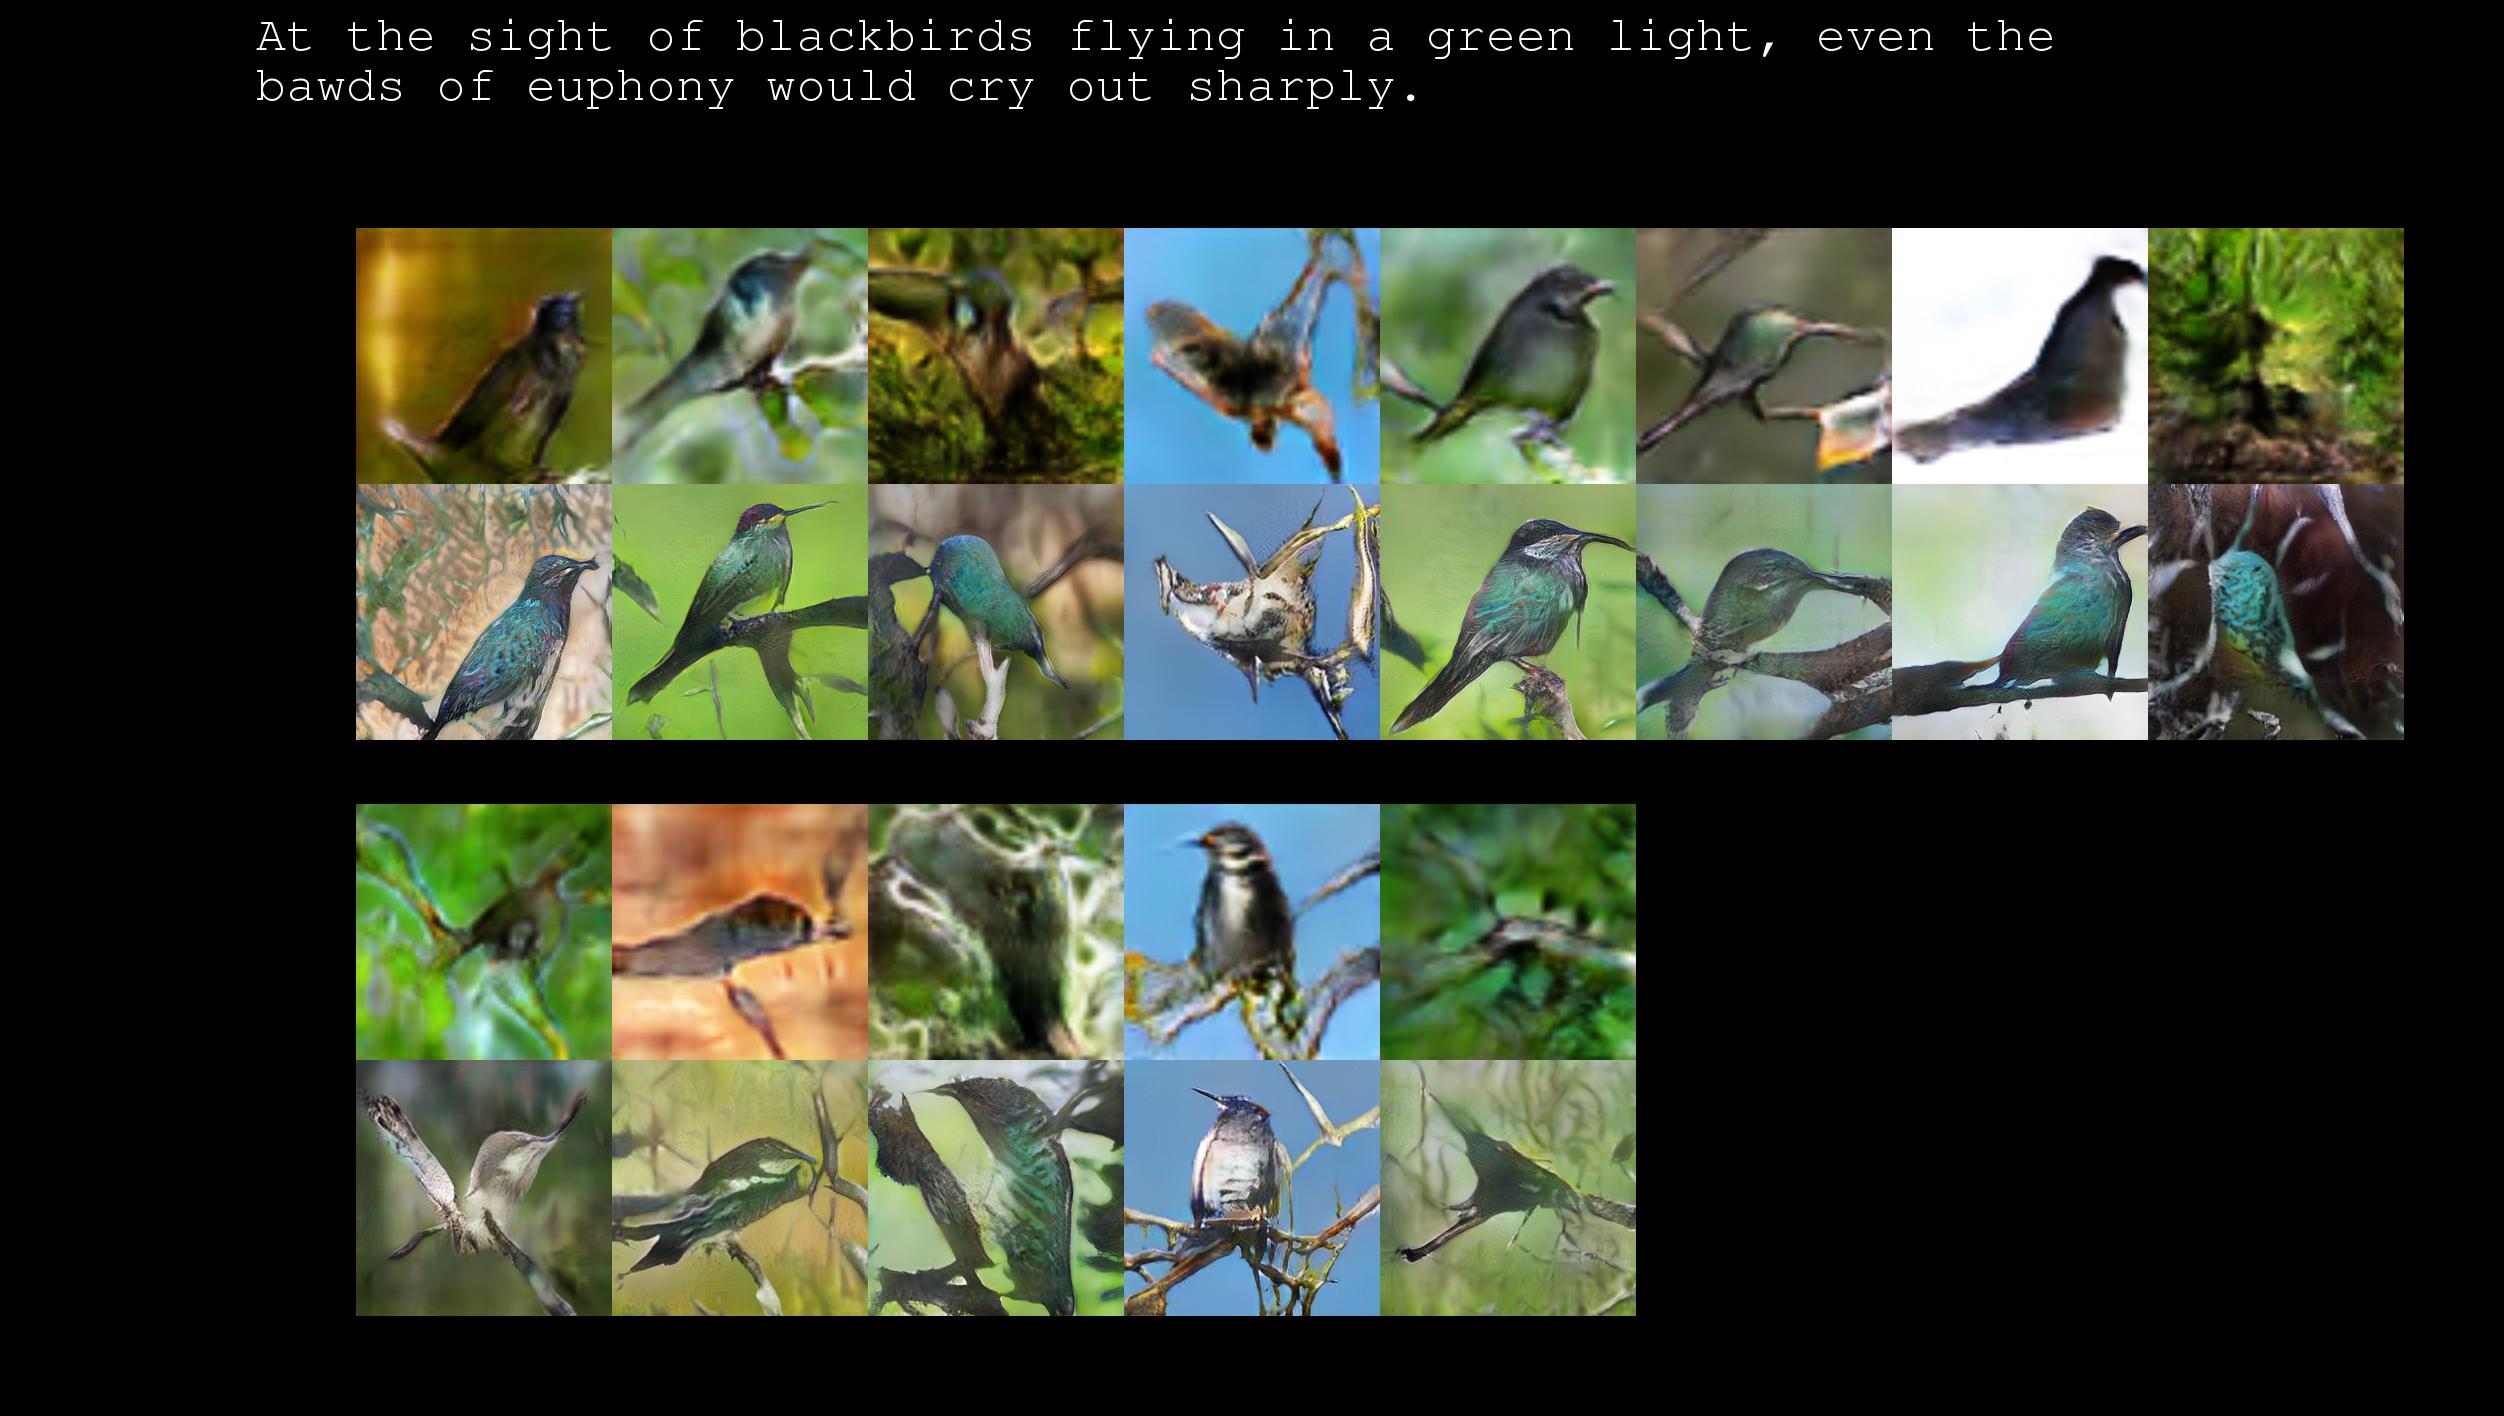 At the sight of blackbirds flying in a green light, even the
bawds of euphony would cry out sharply.